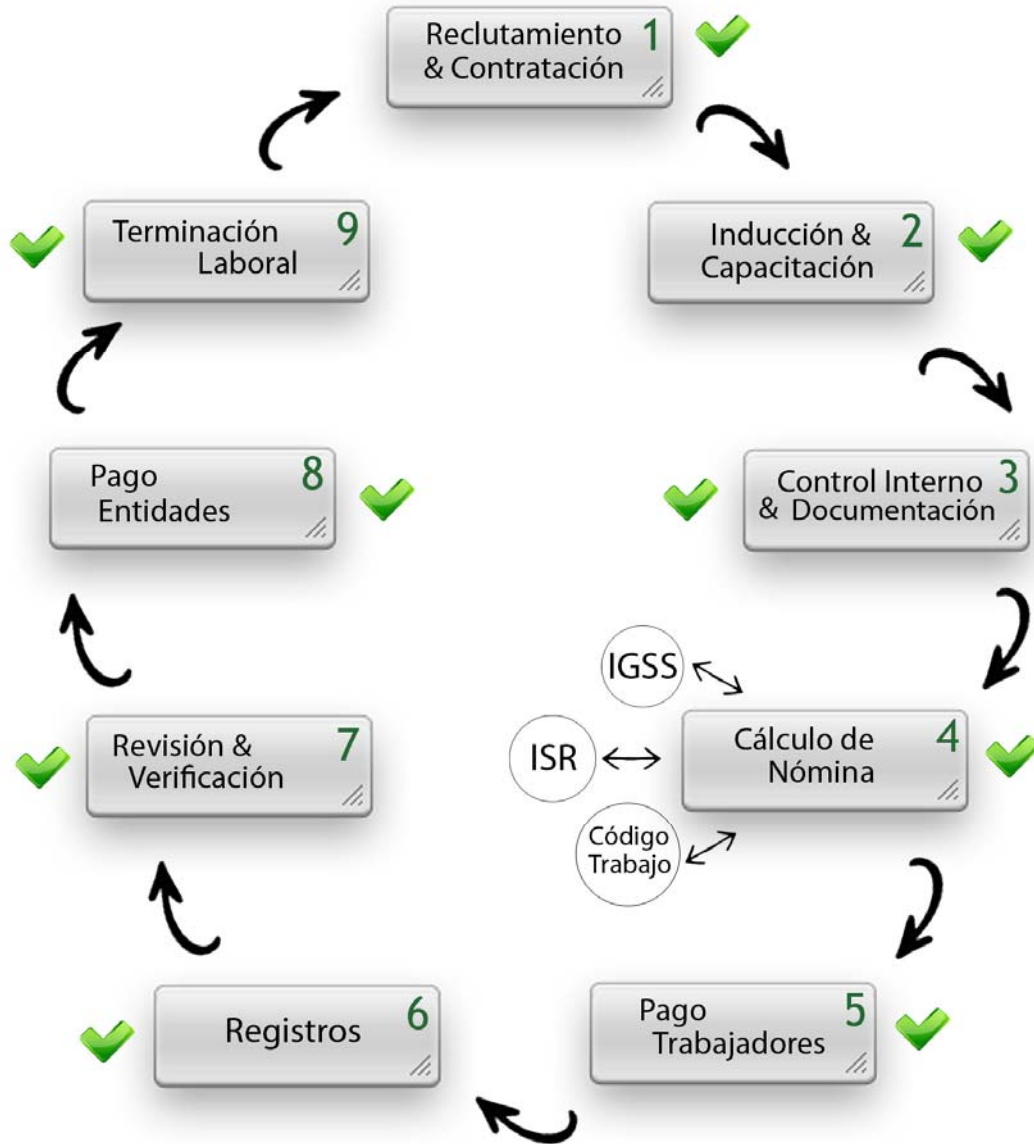 Reclutamiento 1
& Contratación
Inducción & 2
Capacitación
Control Interno 3
& Documentación
IGSS
ISR
Código
Trabajo
Cálculo de 4
Nómina
Pago 5
Trabajadores
Registros 6
Revisión & 7
Verificación
Pago 8
Entidades
Terminación 9
Laboral